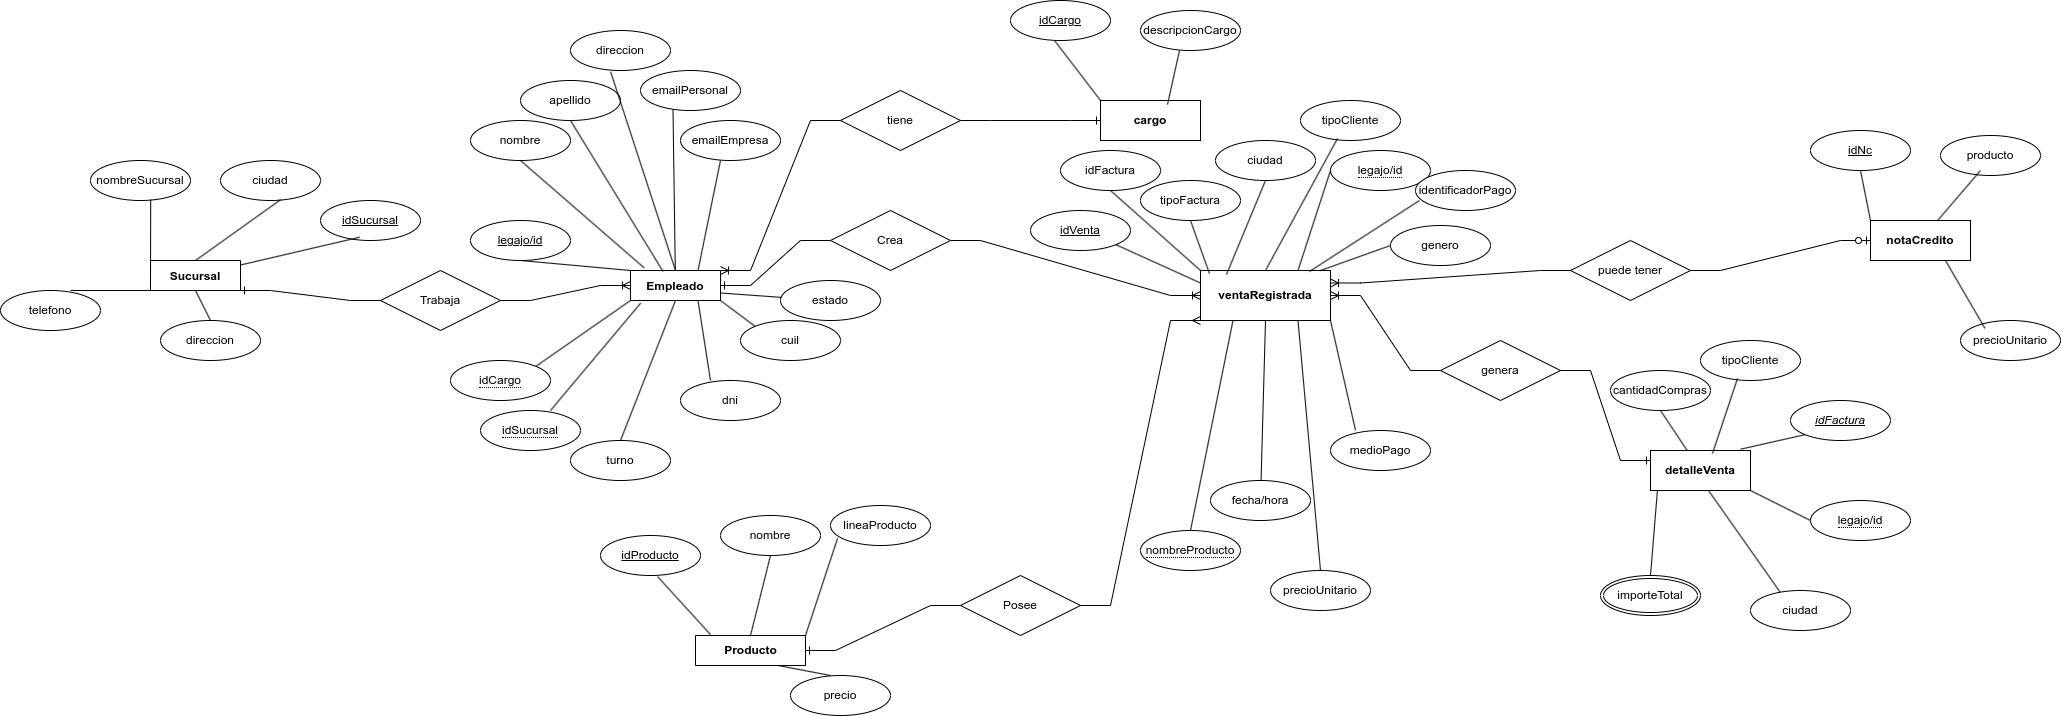 idCargo
descripcionCargo
direccion
emailPersonal
apellido
nombre
emailEmpresa
tiene
cargo
tipoCliente
idNc
producto
nombreSucursal
ciudad
idSucursal
idFactura
ciudad
legajo/id
tipoFactura
identificadorPago
idVenta
genero
legajo/id
Crea
notaCredito
puede tener
Sucursal
Empleado
Trabaja
ventaRegistrada
estado
telefono
direccion
cuil
precioUnitario
idCargo
dni
idSucursal
turno
genera
tipoCliente
cantidadCompras
idFactura
medioPago
detalleVenta
fecha/hora
legajo/id
nombreProducto
precioUnitario
importeTotal
ciudad
idProducto
nombre
lineaProducto
Posee
Producto
precio